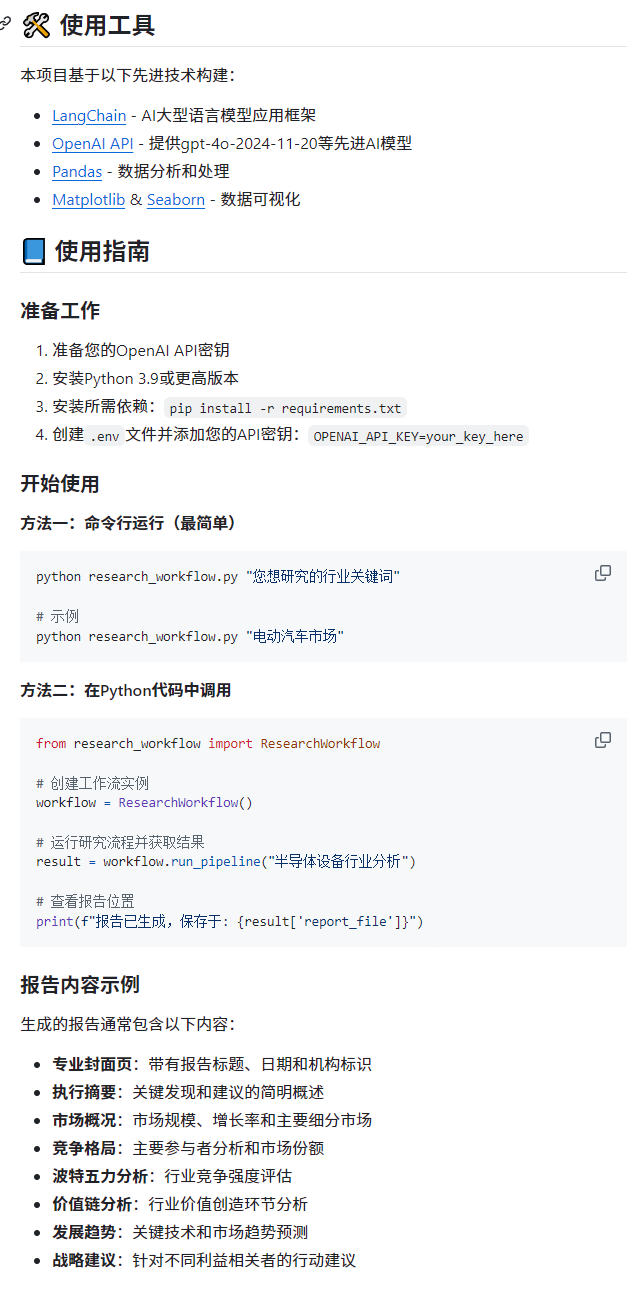 使用工具
本项目基于以下先进技术构建：
LangChain - AI大型语言模型应用框架
OpenAI API - 提供gpt-4o-2024-11-20等先进AI模型
Pandas - 数据分析和处理
Matplotlib & Seaborn - 数据可视化
使用指南
准备工作
1. 准备您的OpenAI API密钥
2. 安装Python 3.9或更高版本
3. 安装所需依赖：pip install -r requirements.txt
4. 创建.env文件并添加您的API密钥：OPENAI_API_KEY=your_key_here
开始使用
方法一：命令行运行（最简单）
python research_workflow.py "您想研究的行业关键词"
# 示例
python research_workflow.py "电动汽车市场"
方法二：在Python代码中调用
from research_workflow import ResearchWorkflow
# 创建工作流实例
workflow = ResearchWorkflow()
# 运行研究流程并获取结果
result = workflow.run_pipeline("半导体设备行业分析")
# 查看报告位置
print(f"报告已生成，保存于: {result['report_file']}")
报告内容示例
生成的报告通常包含以下内容：
专业封面页：带有报告标题、日期和机构标识
执行摘要：关键发现和建议的简明概述
市场概况：市场规模、增长率和主要细分市场
竞争格局：主要参与者分析和市场份额
波特五力分析：行业竞争强度评估
价值链分析：行业价值创造环节分析
发展趋势：关键技术和市场趋势预测
战略建议：针对不同利益相关者的行动建议